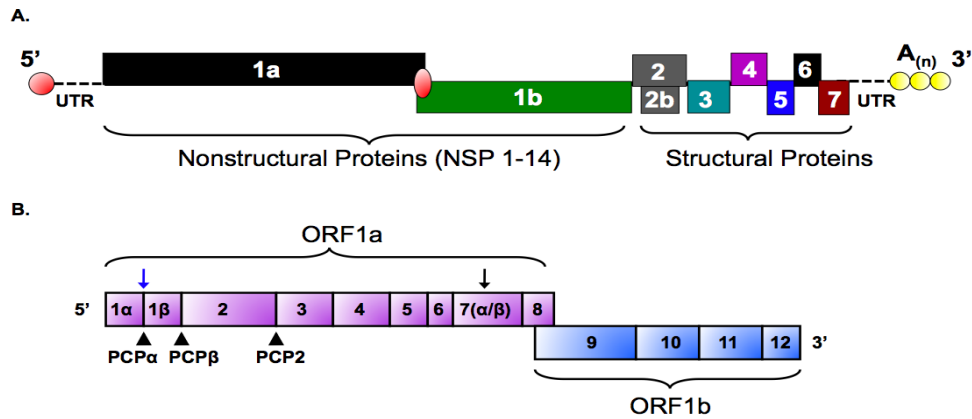 A.
5’ 1a 1b 2 2b 3 4 5 6 7 A(n) 3’
UTR UTR
Nonstructural Proteins (NSP 1-14) Structural Proteins
B.
ORF1a
5’ 1α 1β 2 3 4 5 6 7(α/β) 8
PCPα PCPβ PCP2
9 10 11 12 3’
ORF1b